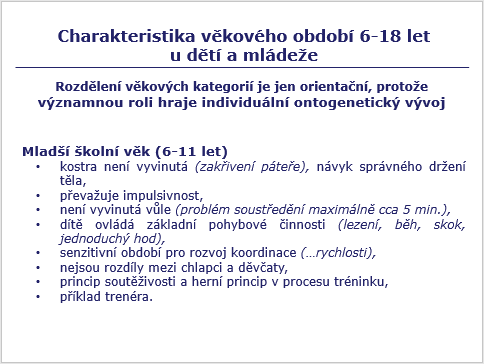 Charakteristika věkového období 6-18 let
u dětí a mládeže
Rozdělení věkových kategorií je jen orientační, protože
významnou roli hraje individuální ontogenetický vývoj
Mladší školní věk (6-11 let)
• kostra není vyvinutá (zakřivení páteře), návyk správného držení
těla,
• převažuje impulsivnost,
• není vyvinutá vůle (problém soustředění maximálně cca 5 min.),
• dítě ovládá základní pohybové činnosti (lezení, běh, skok,
jednoduchý hod),
• senzitivní období pro rozvoj koordinace (…rychlosti),
• nejsou rozdíly mezi chlapci a děvčaty,
• princip soutěživosti a herní princip v procesu tréninku,
• příklad trenéra.